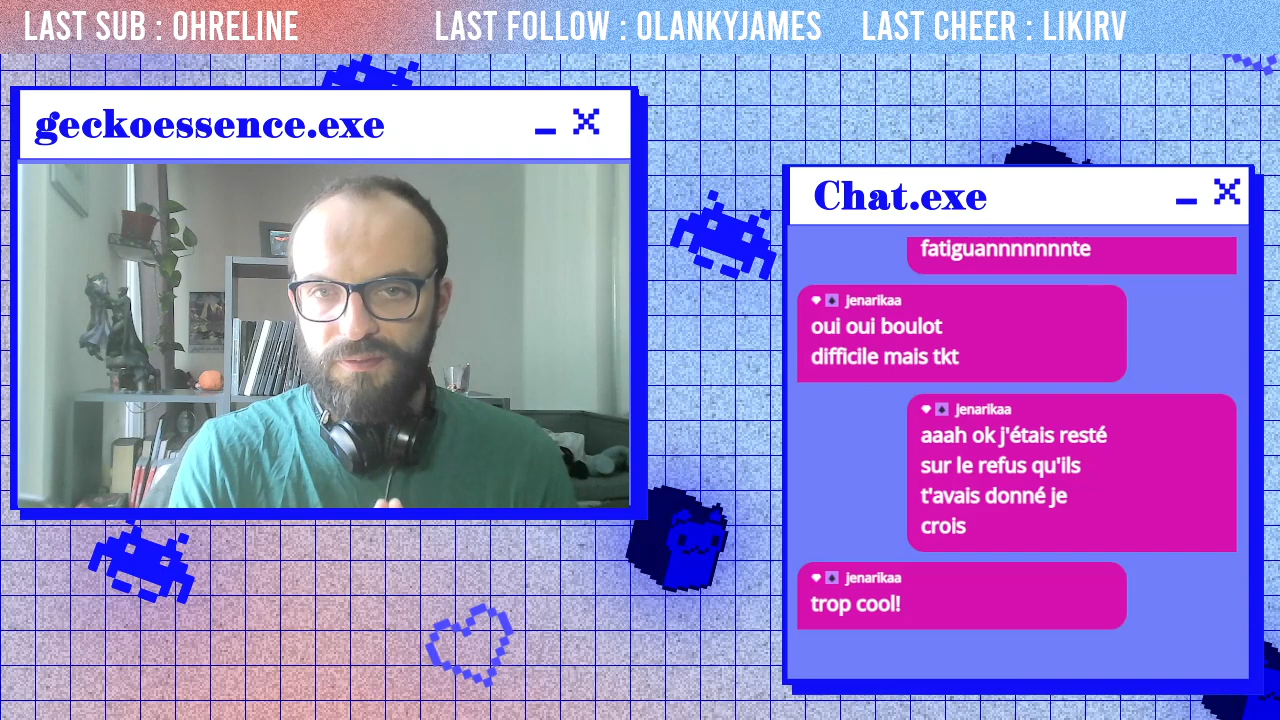 LAST SUB : OHRELINE LAST FOLLOW : OLANKYJAMES LAST CHEER : LIKIRV
geckoessence.exe
Chat.exe
fatiguannnnnnnte
jenarikaa
oui oui boulot
difficile mais tkt
jenarikaa
aaah ok j'étais resté
sur le refus qu'ils
t'avais donné je
crois
jenarikaa
trop cool!